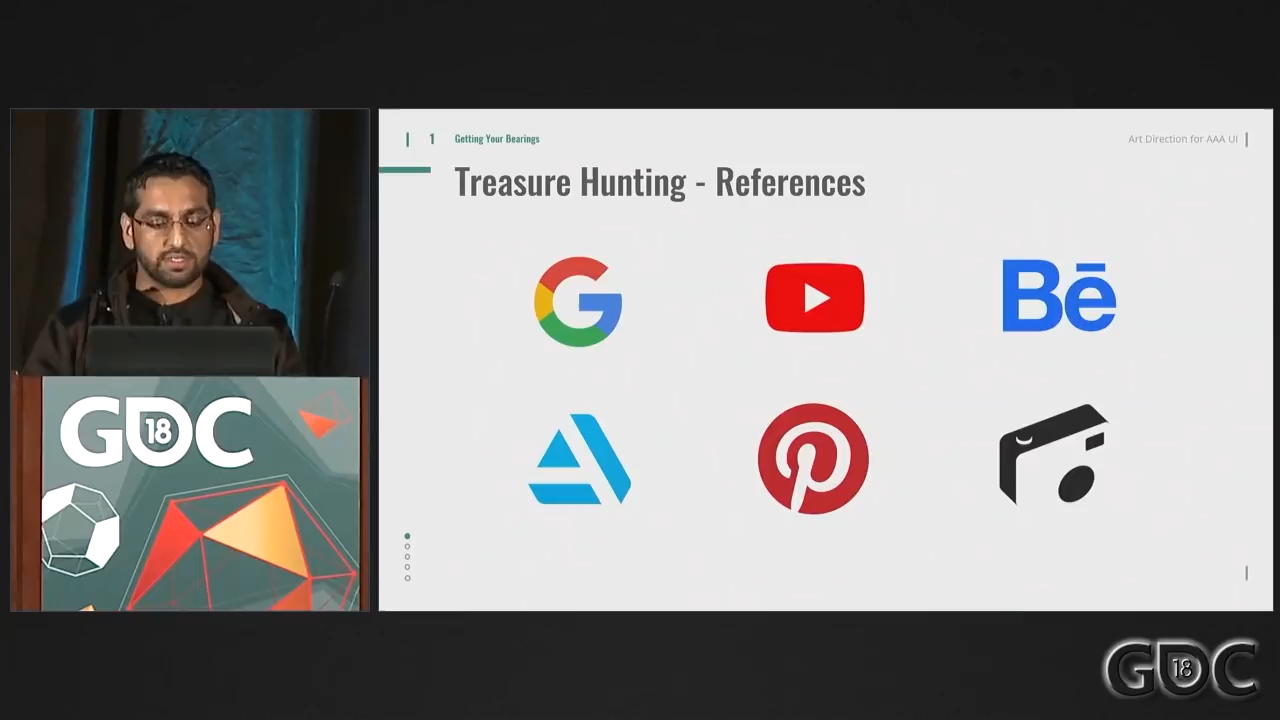 1 Getting Your Bearings
Art Direction for AAA UI
Treasure Hunting - References
G
Bē
GDC
18
GDC
18